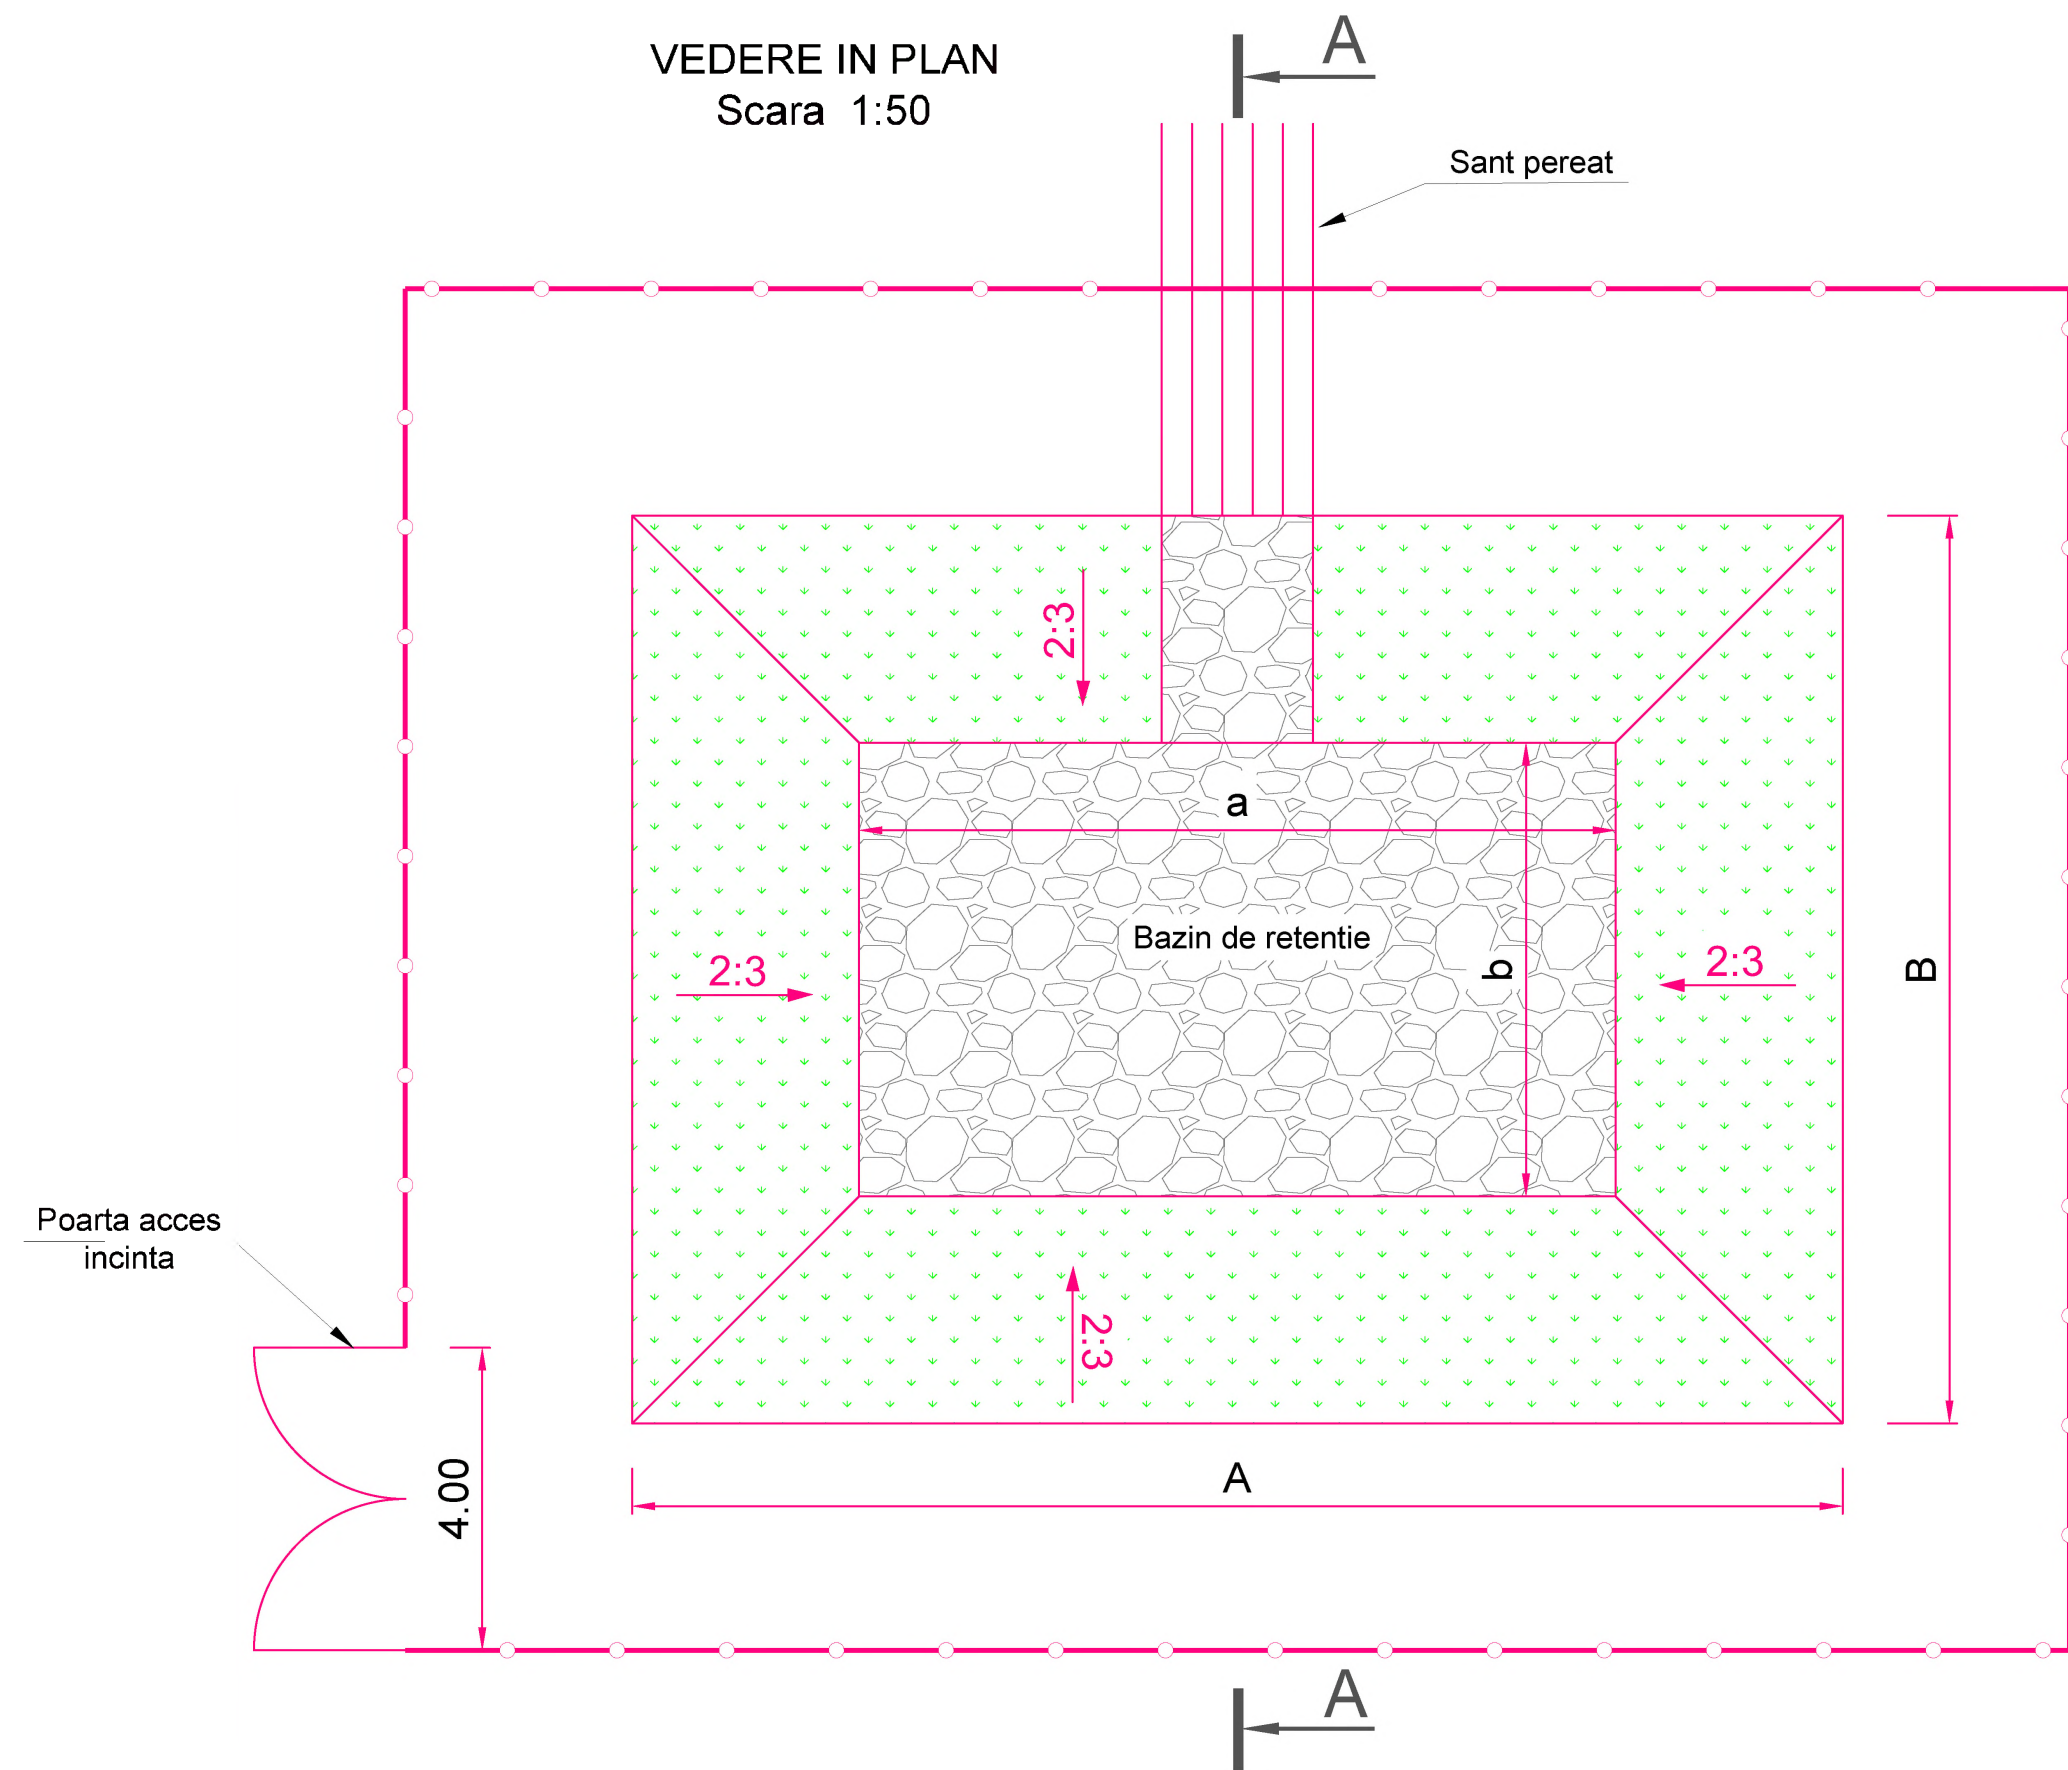 VEDERE IN PLAN
Scara 1:50
A
Sant pereat
2:3
a
Bazin de retentie
b
2:3
2:3
B
Poarta acces
incinta
2:3
4.00
A
A